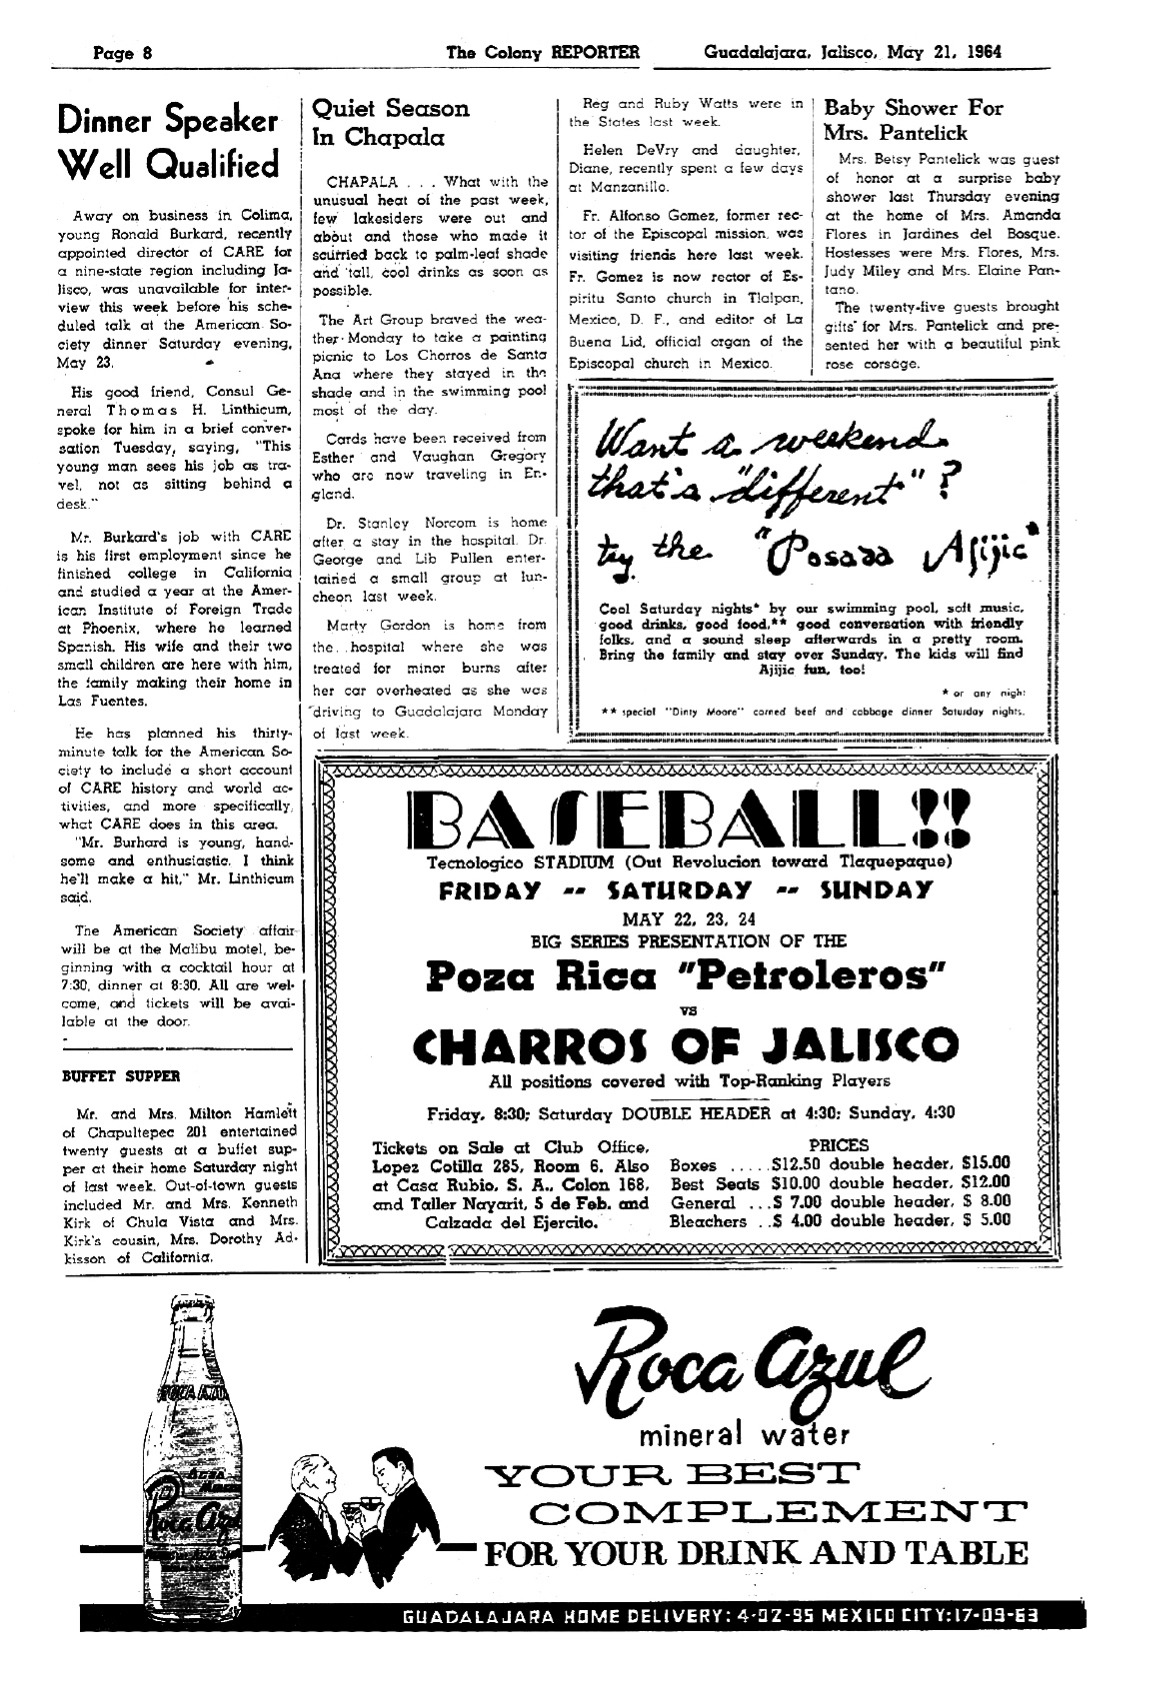 Page 8
The Colony REPORTER
Guadalajara, Jalisco, May 21, 1964
Dinner Speaker
Well Qualified
Away on business in Colima,
young Ronald Burkard, recently
appointed director of CARE for
a nine-state region including Ja-
lisco, was unavailable for inter-
view this week before his sche-
duled talk at the American So-
ciety dinner Saturday evening,
May 23.
His good friend, Consul Ge-
neral Thomas H. Linthicum,
spoke for him in a brief conver-
sation Tuesday, saying, "This
young man sees his job as tra-
vel, not as sitting behind a
desk."
Mr. Burkard's job with CARE
is his first employment since he
finished college in California
and studied a year at the Amer-
ican Institute of Foreign Trade
at Phoenix, where he learned
Spanish. His wife and their two
small children are here with him,
the family making their home in
Las Fuentes.
He has planned his thirty-
minute talk for the American So-
ciety to include a short account
of CARE history and world ac-
tivities, and more specifically,
what CARE does in this area.
"Mr. Burhard is young, hand-
some and enthusiastic. I think
he'll make a hit," Mr. Linthicum
said.
The American Society affair
will be at the Malibu motel, be-
ginning with a cocktail hour at
7:30, dinner at 8:30. All are wel-
come, and tickets will be avai-
lable at the door.
BUFFET SUPPER
Mr. and Mrs. Milton Hamlett
of Chapultepec 201 entertained
twenty guests at a buffet sup-
per at their home Saturday night
of last week. Out-of-town guests
included Mr. and Mrs. Kenneth
Kirk of Chula Vista and Mrs.
Kirk's cousin, Mrs. Dorothy Ad-
kisson of California.
Quiet Season
In Chapala
CHAPALA . . . What with the
unusual heat of the past week,
few lakesiders were out and
about and those who made it
scurried back to palm-leaf shade
and tall, cool drinks as soon as
possible.
The Art Group braved the wea-
ther Monday to take a painting
picnic to Los Chorros de Santa
Ana where they stayed in the
shade and in the swimming pool
most of the day.
Cards have been received from
Esther and Vaughan Gregory
who are now traveling in En-
gland.
Dr. Stanley Norcom is home
after a stay in the hospital. Dr.
George and Lib Pullen enter-
tained a small group at lun-
cheon last week.
Marty Gordon is home from
the hospital where she was
treated for minor burns after
her car overheated as she was
driving to Guadalajara Monday
of last week.
Reg and Ruby Watts were in
the States last week.
Helen DeVry and daughter,
Diane, recently spent a few days
at Manzanillo.
Fr. Alfonso Gomez, former rec-
tor of the Episcopal mission, was
visiting friends here last week.
Fr. Gomez is now rector of Es-
piritu Santo church in Tlalpan,
Mexico, D. F., and editor of La
Buena Lid, official organ of the
Episcopal church in Mexico.
Baby Shower For
Mrs. Pantelick
Mrs. Betsy Pantelick was guest
of honor at a surprise baby
shower last Thursday evening
at the home of Mrs. Amanda
Flores in Jardines del Bosque.
Hostesses were Mrs. Flores, Mrs.
Judy Miley and Mrs. Elaine Pan-
tano.
The twenty-five guests brought
gifts for Mrs. Pantelick and pre-
sented her with a beautiful pink
rose corsage.
Want a weekend
that's "different"?
try the "Posada Ajijic"
Cool Saturday nights* by our swimming pool, soft music,
good drinks, good food,** good conversation with friendly
folks, and a sound sleep afterwards in a pretty room.
Bring the family and stay over Sunday. The kids will find
Ajijic fun, too!
* or any night
** special "Dinty Moore" corned beef and cabbage dinner Saturday nights.
BASEBALL!!
Tecnologico STADIUM (Out Revolucion toward Tlaquepaque)
FRIDAY -- SATURDAY -- SUNDAY
MAY 22, 23, 24
BIG SERIES PRESENTATION OF THE
Poza Rica "Petroleros"
vs
CHARROS OF JALISCO
All positions covered with Top-Ranking Players
Friday, 8:30; Saturday DOUBLE HEADER at 4:30; Sunday, 4:30
Tickets on Sale at Club Office,
Lopez Cotilla 285, Room 6. Also
at Casa Rubio, S. A., Colon 168,
and Taller Nayarit, 5 de Feb. and
Calzada del Ejercito.
PRICES
Boxes .....$12.50 double header, $15.00
Best Seats $10.00 double header, $12.00
General ...$ 7.00 double header, $ 8.00
Bleachers ..$ 4.00 double header, $ 5.00
ROCA AZUL
AGUA
Roca Azul
Roca Azul
mineral water
YOUR BEST
COMPLEMENT
FOR YOUR DRINK AND TABLE
GUADALAJARA HOME DELIVERY: 4-02-95 MEXICO CITY:17-09-63